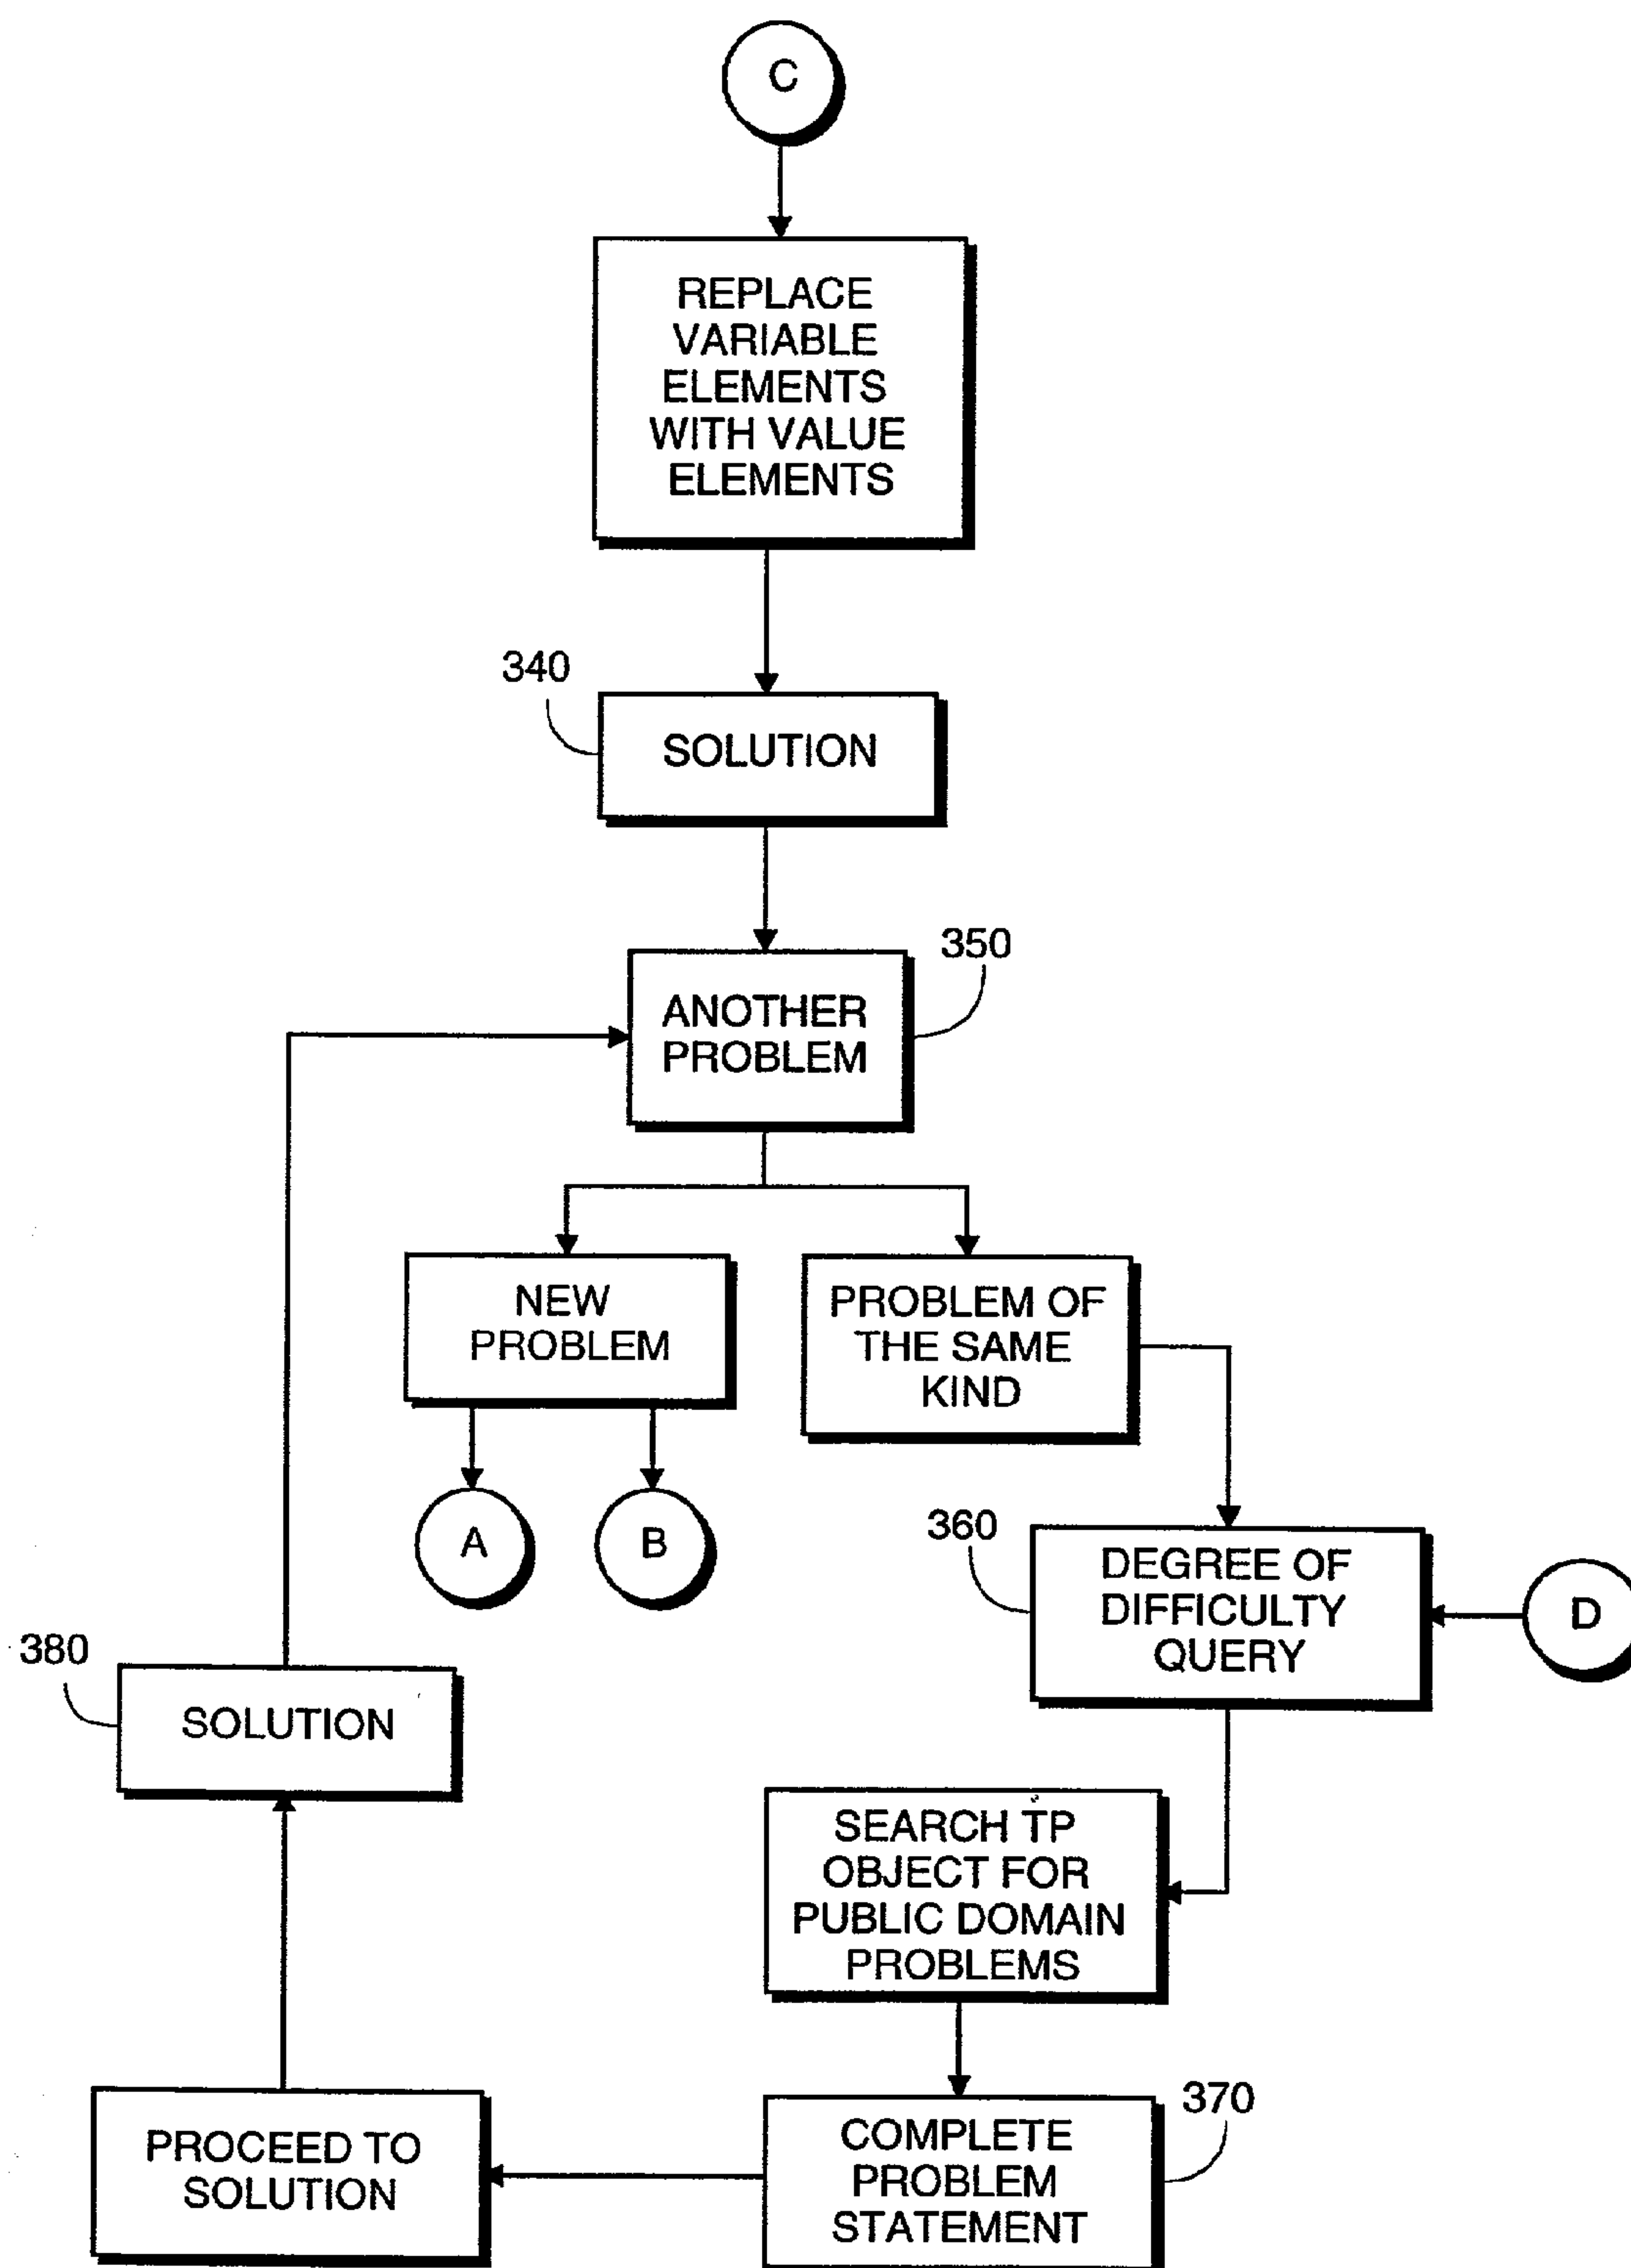 C
REPLACE
VARIABLE
ELEMENTS
WITH VALUE
ELEMENTS
340
SOLUTION
350
ANOTHER
PROBLEM
NEW
PROBLEM
PROBLEM OF
THE SAME
KIND
A
B
360
DEGREE OF
DIFFICULTY
QUERY
D
380
SOLUTION
SEARCH TP
OBJECT FOR
PUBLIC DOMAIN
PROBLEMS
370
COMPLETE
PROBLEM
STATEMENT
PROCEED TO
SOLUTION